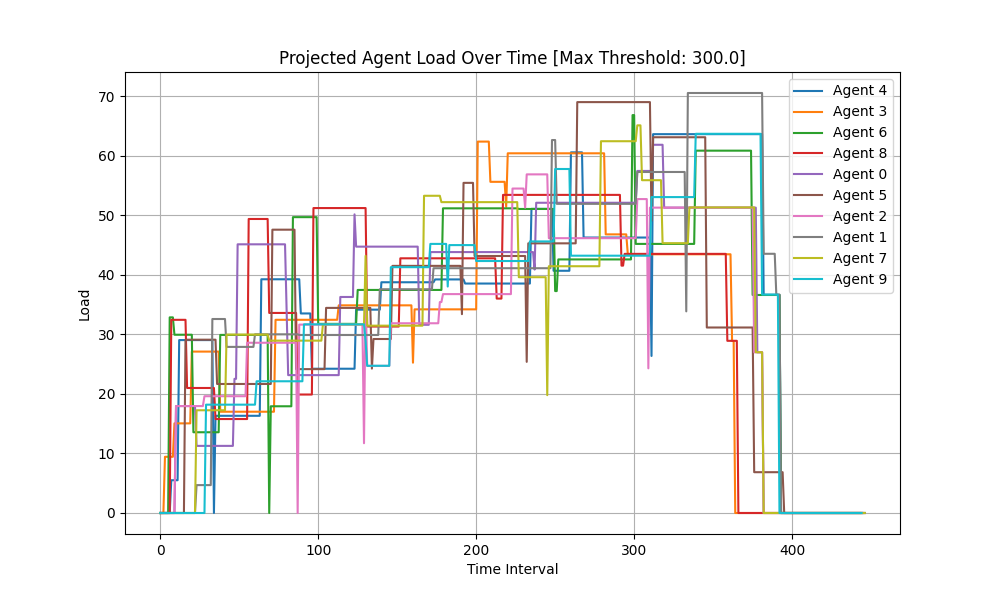 Projected Agent Load Over Time [Max Threshold: 300.0]
Load
70
60
50
40
30
20
10
0
0 100 200 300 400
Time Interval
Agent 4
Agent 3
Agent 6
Agent 8
Agent 0
Agent 5
Agent 2
Agent 1
Agent 7
Agent 9